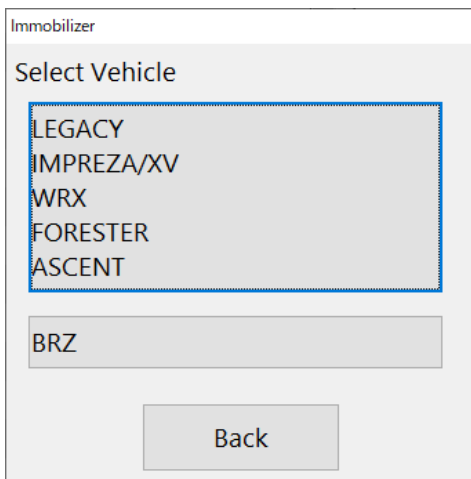 Immobilizer
Select Vehicle
LEGACY
IMPREZA/XV
WRX
FORESTER
ASCENT
BRZ
Back